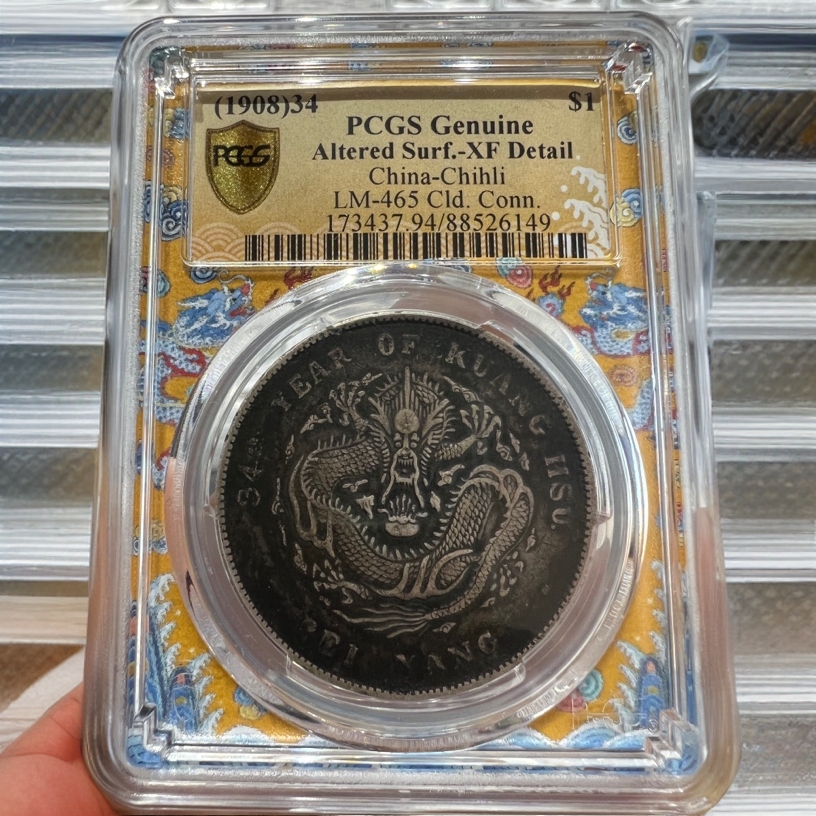 (1908)34 $1
PCGS Genuine
PCGS
Altered Surf.-XF Detail
China-Chihli
LM-465 Cld. Conn.
173437.94/88526149
34TH YEAR OF KUANG HSU
PEI YANG